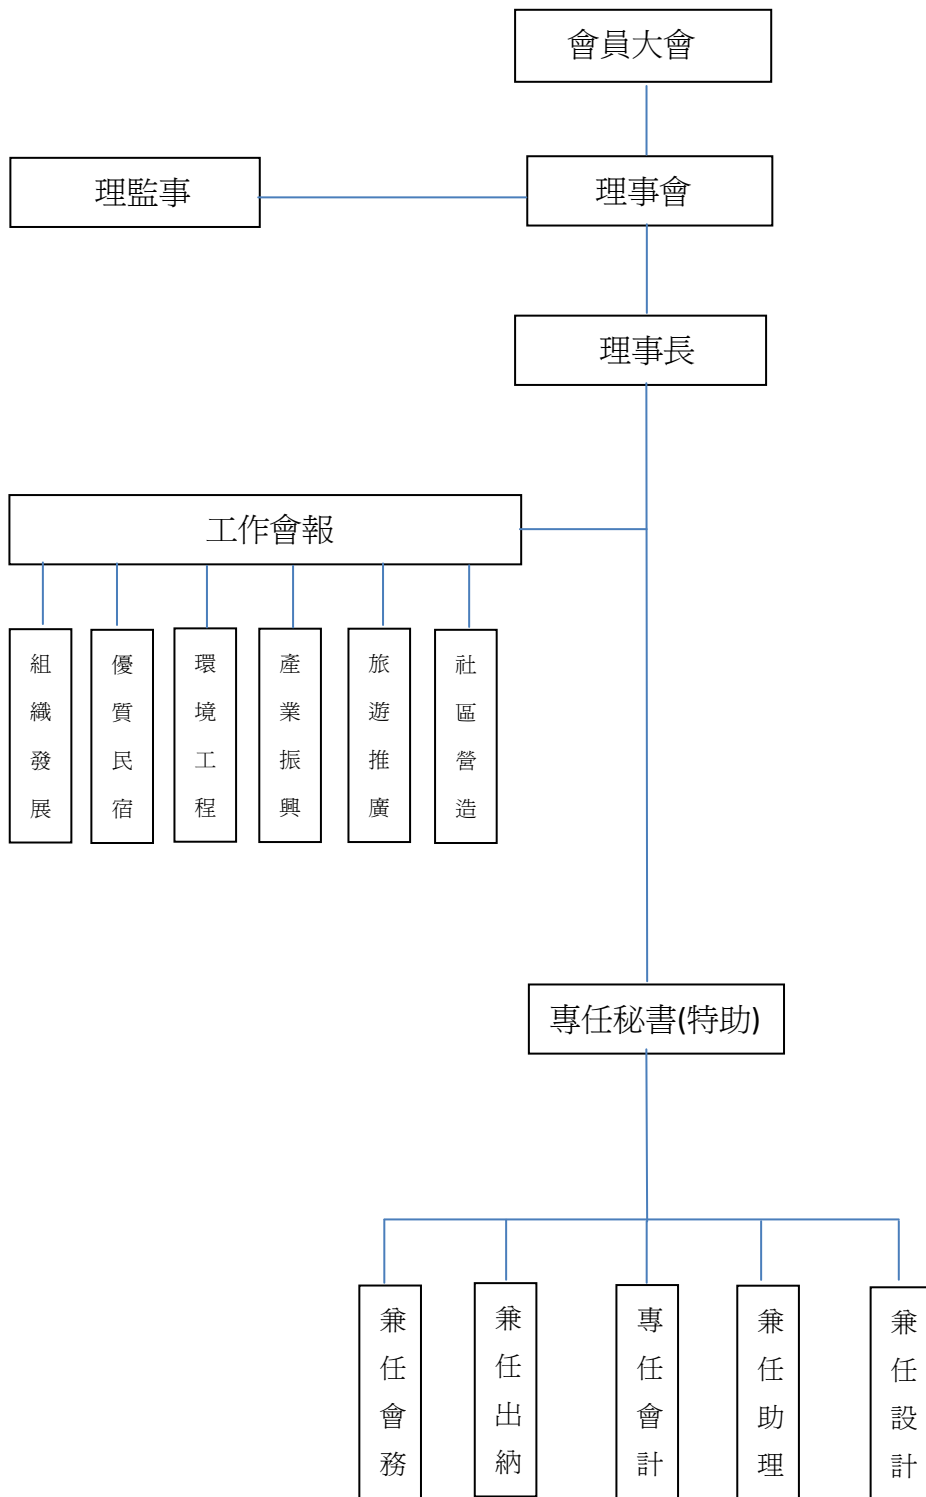 會員大會
理監事
理事會
理事長
工作會報
組織發展
優質民宿
環境工程
產業振興
旅遊推廣
社區營造
專任秘書(特助)
兼任會務
兼任出納
專任會計
兼任助理
兼任設計